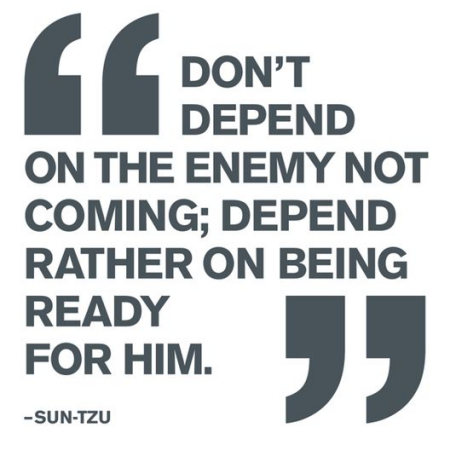 “DON’T
DEPEND
ON THE ENEMY NOT
COMING; DEPEND
RATHER ON BEING
READY
FOR HIM.”
–SUN-TZU